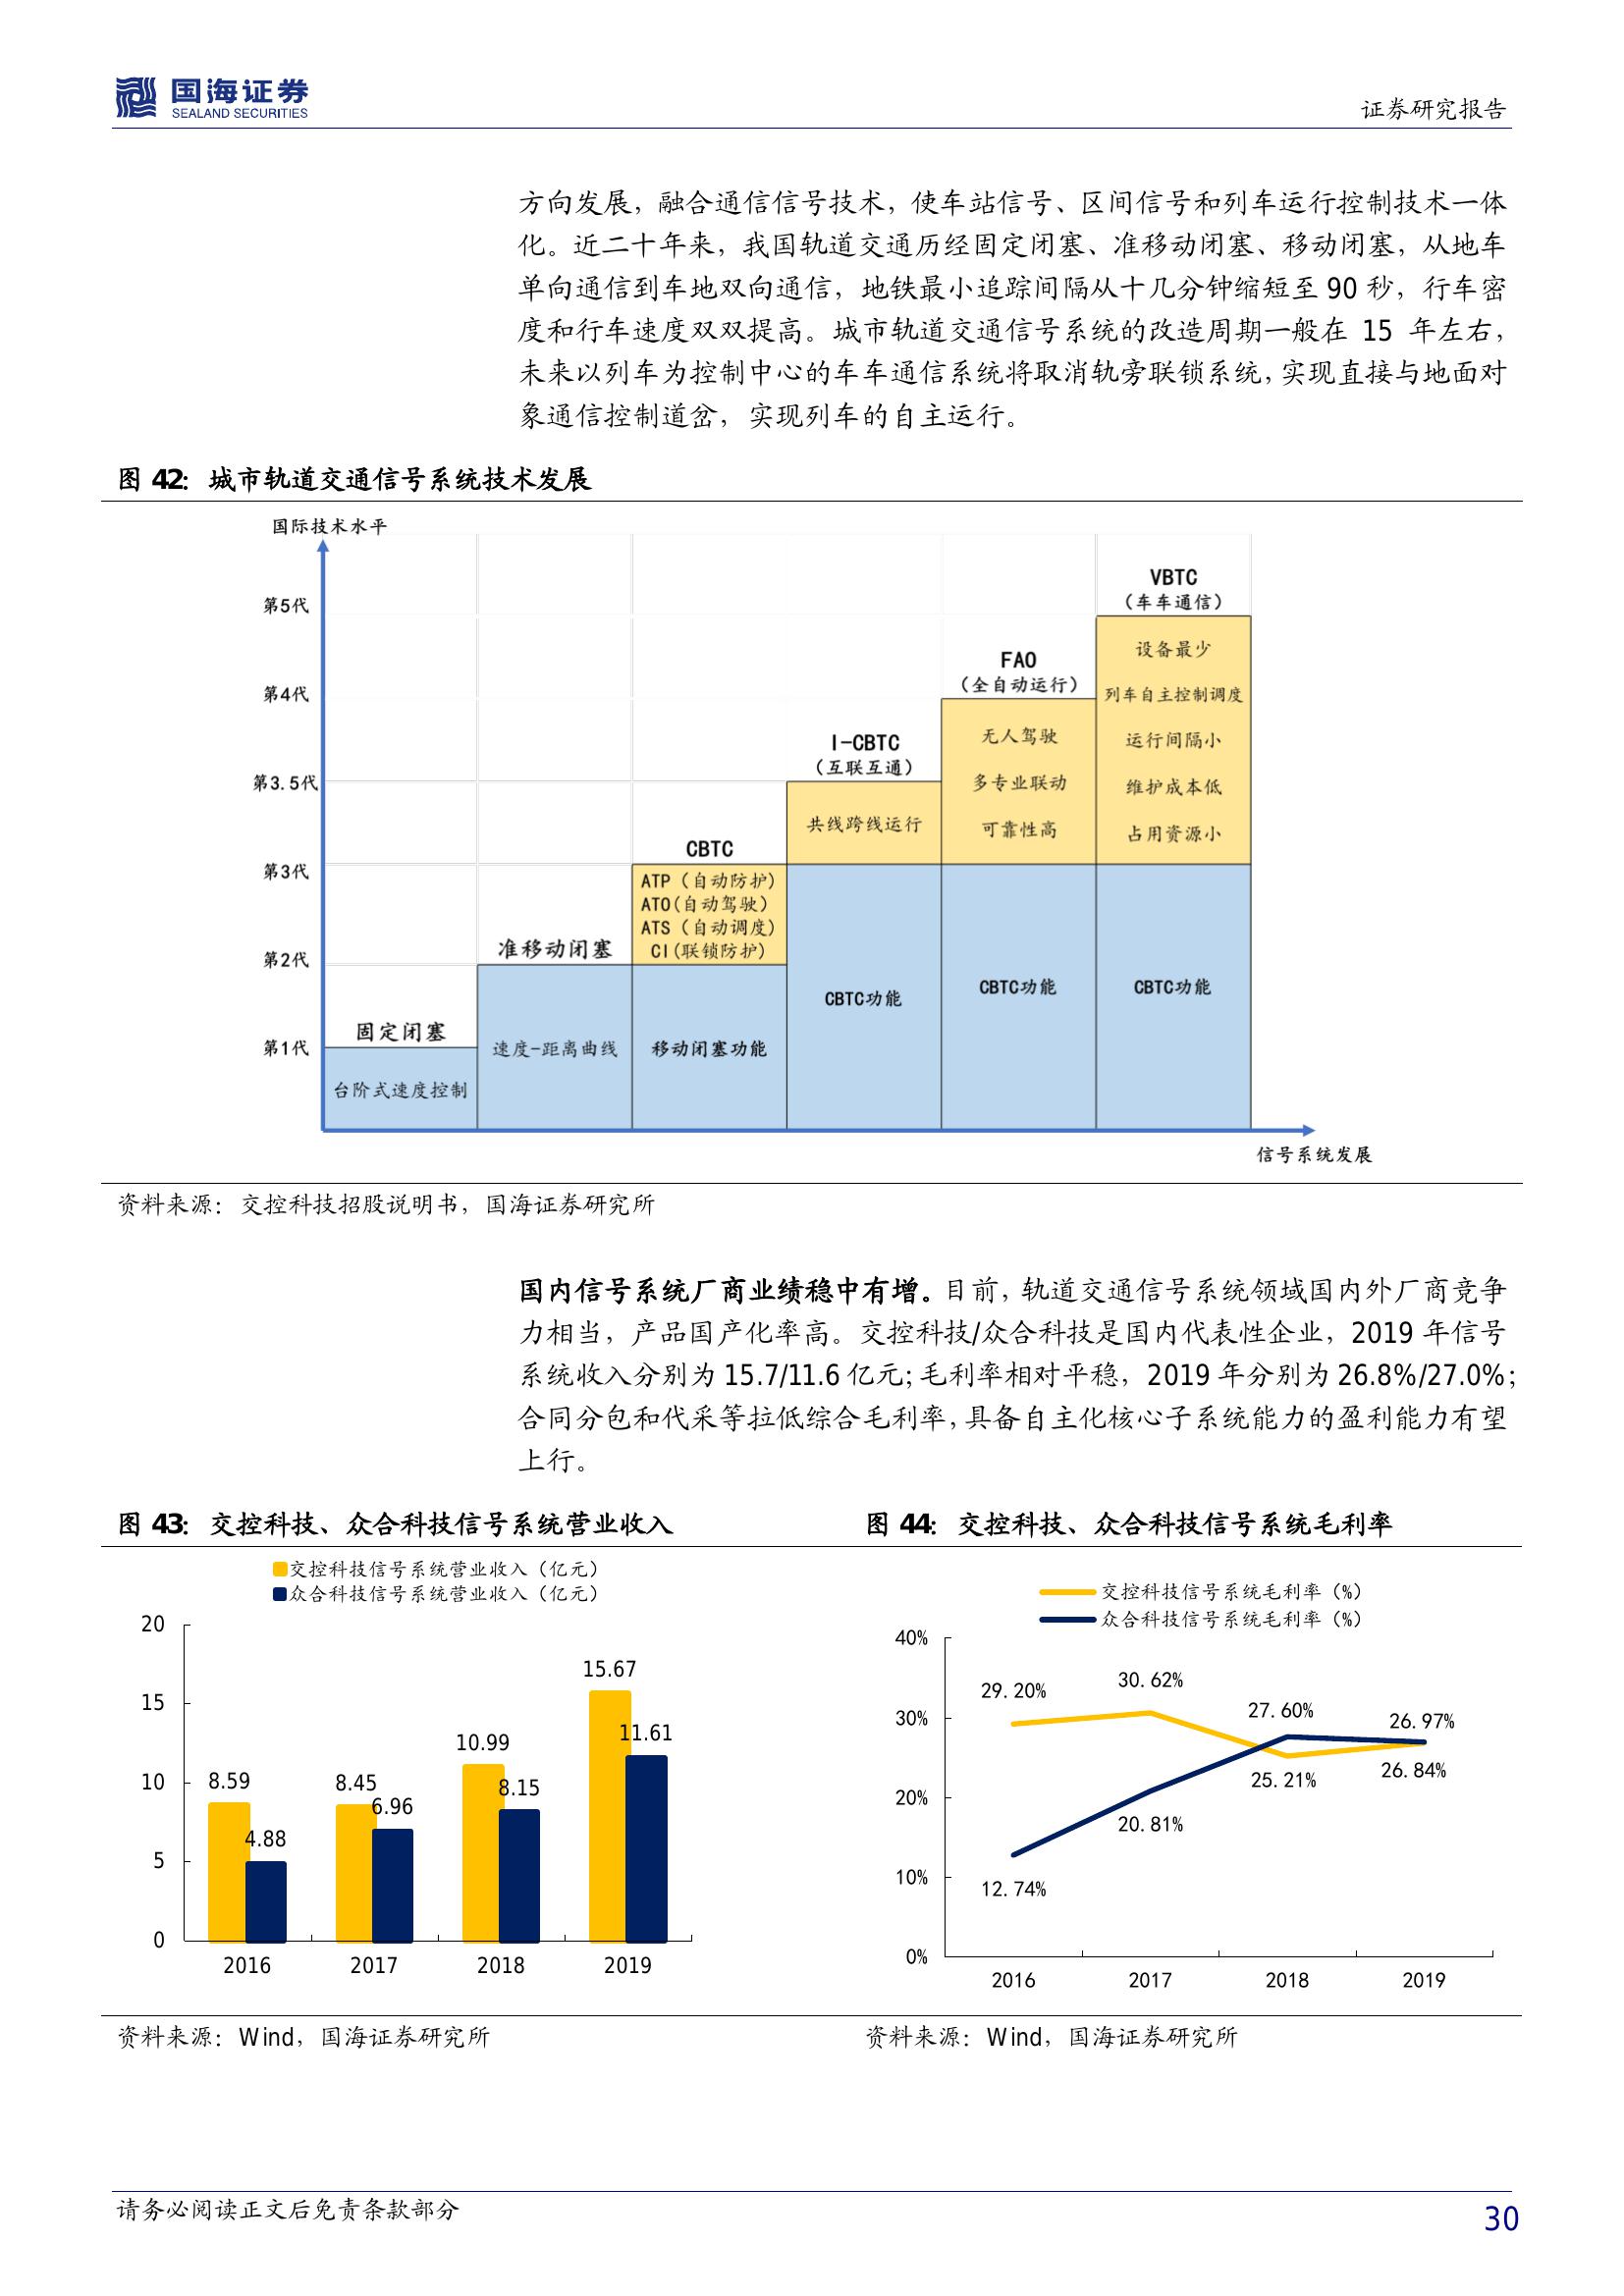 国海证券
SEALAND SECURITIES
证券研究报告
方向发展，融合通信信号技术，使车站信号、区间信号和列车运行控制技术一体
化。近二十年来，我国轨道交通历经固定闭塞、准移动闭塞、移动闭塞，从地车
单向通信到车地双向通信，地铁最小追踪间隔从十几分钟缩短至 90 秒，行车密
度和行车速度双双提高。城市轨道交通信号系统的改造周期一般在 15 年左右，
未来以列车为控制中心的车车通信系统将取消轨旁联锁系统，实现直接与地面对
象通信控制道岔，实现列车的自主运行。
图 42：城市轨道交通信号系统技术发展
国际技术水平
第5代
第4代
第3.5代
第3代
第2代
第1代
固定闭塞
台阶式速度控制
准移动闭塞
速度-距离曲线
CBTC
ATP（自动防护）
ATO(自动驾驶）
ATS（自动调度）
CI(联锁防护）
移动闭塞功能
I-CBTC
（互联互通）
共线跨线运行
CBTC功能
FAO
（全自动运行）
无人驾驶
多专业联动
可靠性高
CBTC功能
VBTC
（车车通信）
设备最少
列车自主控制调度
运行间隔小
维护成本低
占用资源小
CBTC功能
信号系统发展
资料来源：交控科技招股说明书，国海证券研究所
国内信号系统厂商业绩稳中有增。目前，轨道交通信号系统领域国内外厂商竞争
力相当，产品国产化率高。交控科技/众合科技是国内代表性企业，2019 年信号
系统收入分别为 15.7/11.6 亿元；毛利率相对平稳，2019 年分别为 26.8%/27.0%；
合同分包和代采等拉低综合毛利率，具备自主化核心子系统能力的盈利能力有望
上行。
图 43：交控科技、众合科技信号系统营业收入
交控科技信号系统营业收入（亿元）
众合科技信号系统营业收入（亿元）
20
15
10
5
0
8.59
4.88
8.45
6.96
10.99
8.15
15.67
11.61
2016
2017
2018
2019
资料来源：Wind，国海证券研究所
图 44：交控科技、众合科技信号系统毛利率
交控科技信号系统毛利率（%）
众合科技信号系统毛利率（%）
40%
30%
20%
10%
0%
29.20%
30.62%
27.60%
26.97%
12.74%
20.81%
25.21%
26.84%
2016
2017
2018
2019
资料来源：Wind，国海证券研究所
请务必阅读正文后免责条款部分
30